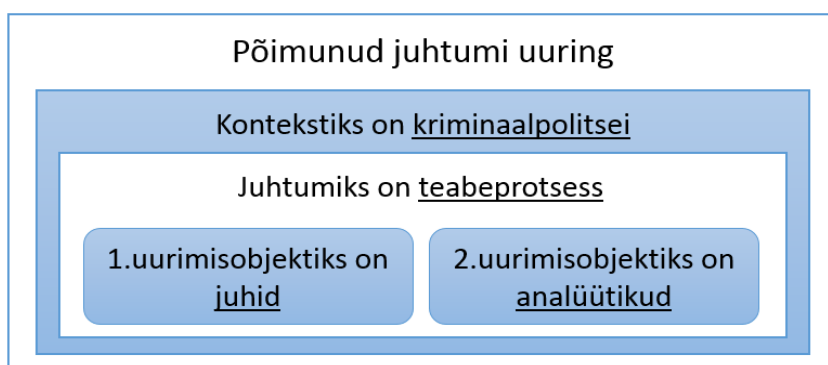 Põimunud juhtumi uuring
Kontekstiks on kriminaalpolitsei
Juhtumiks on teabeprotsess
1.uurimisobjektiks on
juhid
2.uurimisobjektiks on
analüütikud